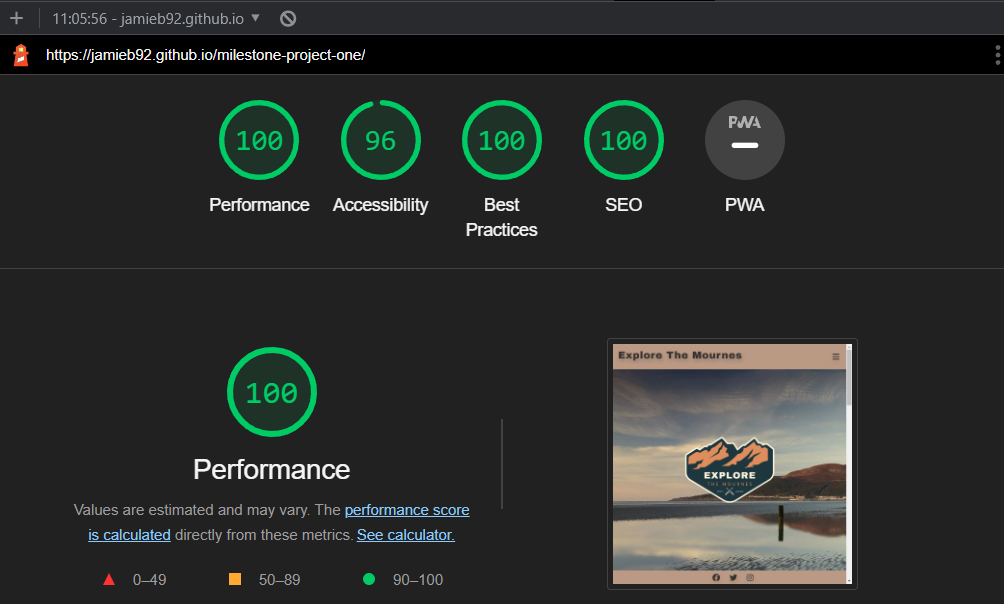 11:05:56 - jamieb92.github.io
https://jamieb92.github.io/milestone-project-one/
100
96
100
100
PWA
Performance
Accessibility
Best
Practices
SEO
PWA
100
Performance
Values are estimated and may vary. The performance score
is calculated directly from these metrics. See calculator.
0–49
50–89
90–100
Explore The Mournes
EXPLORE
THE MOURNES